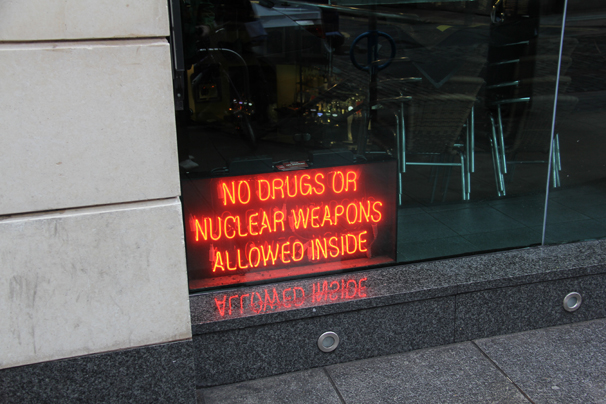 NO DRUGS OR
NUCLEAR WEAPONS
ALLOWED INSIDE